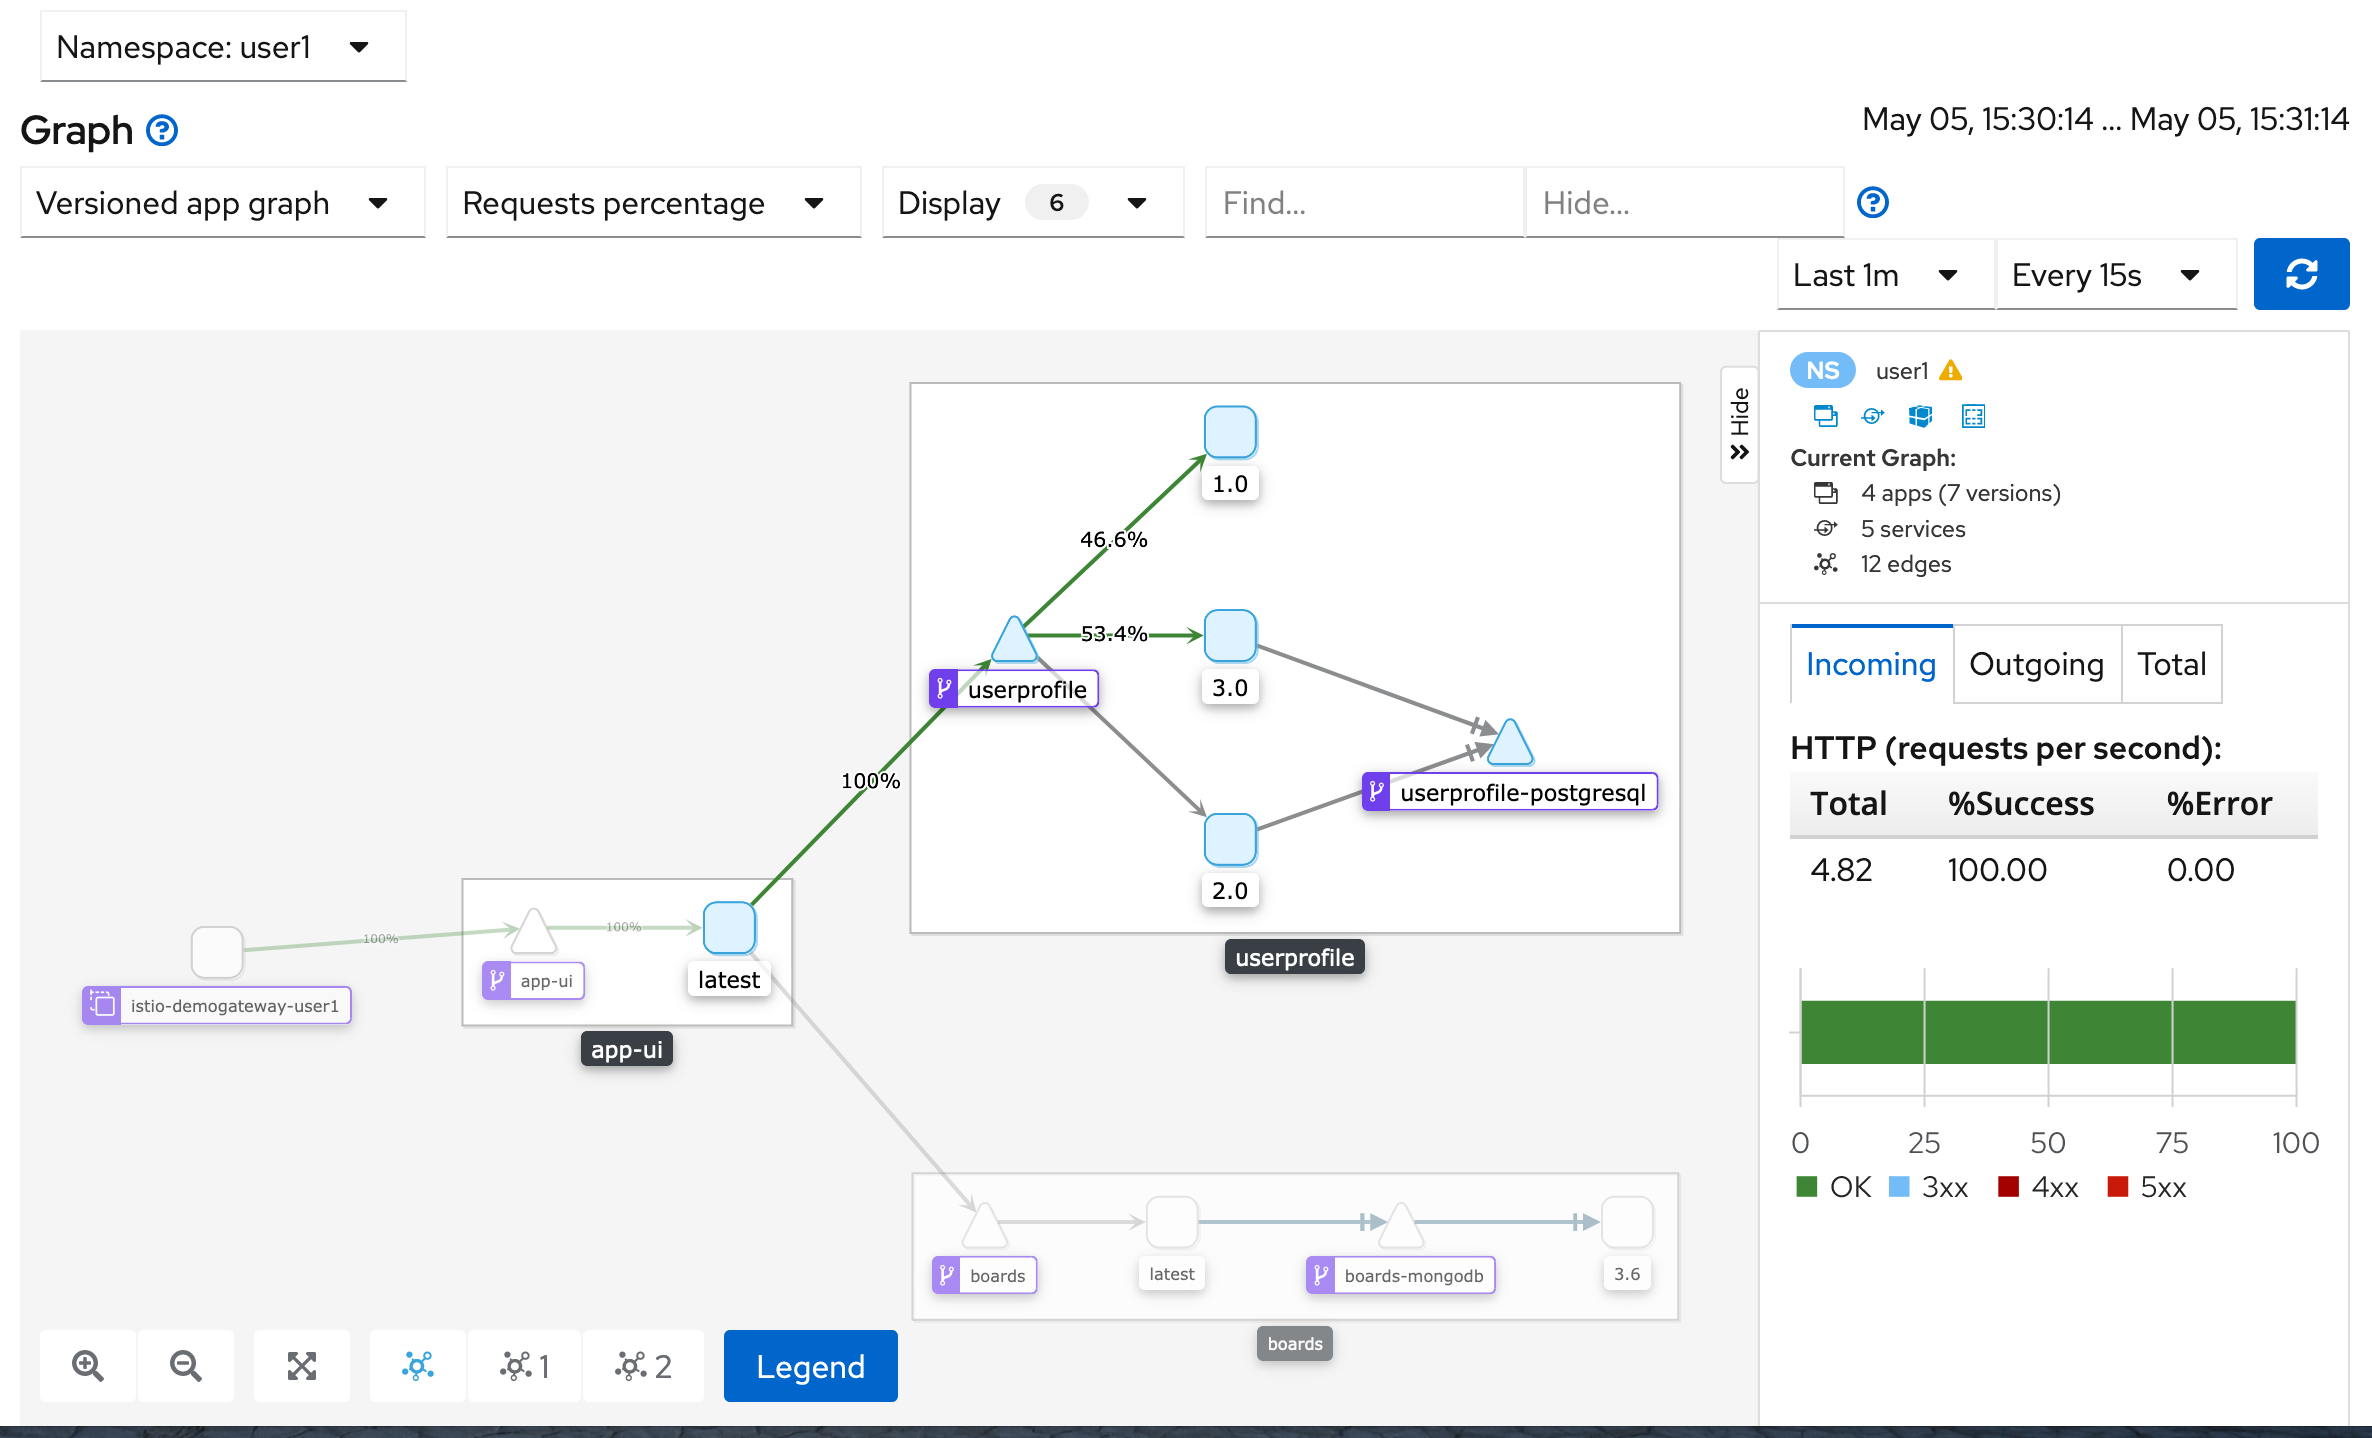 Namespace: user1
Graph
May 05, 15:30:14 ... May 05, 15:31:14
Versioned app graph
Requests percentage
Display 6
Find...
Hide...
Last 1m
Every 15s
Hide
1.0
46.6%
53.4%
userprofile
3.0
100%
userprofile-postgresql
2.0
userprofile
100%
100%
istio-demogateway-user1
app-ui
latest
app-ui
boards
latest
boards-mongodb
3.6
boards
1
2
Legend
NS user1
Current Graph:
4 apps (7 versions)
5 services
12 edges
Incoming
Outgoing
Total
HTTP (requests per second):
Total %Success %Error
4.82 100.00 0.00
0 25 50 75 100
OK 3xx 4xx 5xx